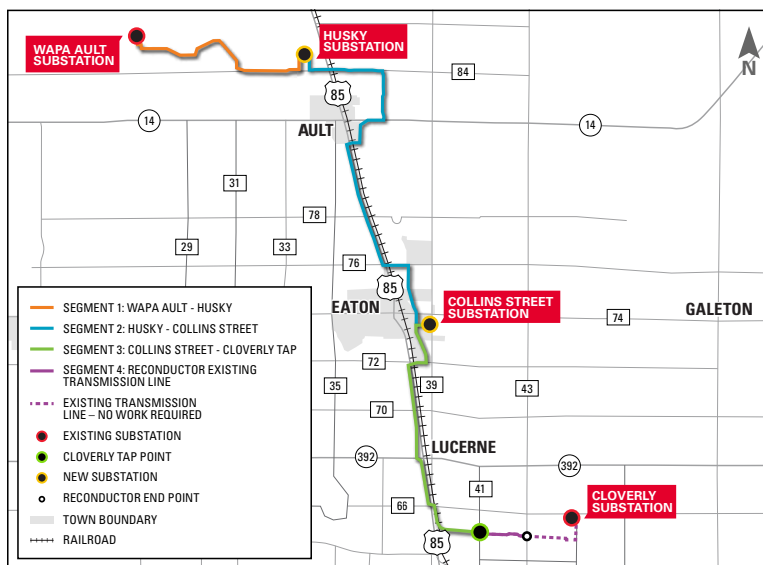 WAPA AULT
SUBSTATION
HUSKY
SUBSTATION
N
84
85
14
AULT
14
31
78
29
33
76
85
EATON
COLLINS STREET
SUBSTATION
GALETON
74
72
35
39
43
70
LUCERNE
392
392
41
66
CLOVERLY
SUBSTATION
85
SEGMENT 1: WAPA AULT - HUSKY
SEGMENT 2: HUSKY - COLLINS STREET
SEGMENT 3: COLLINS STREET - CLOVERLY TAP
SEGMENT 4: RECONDUCTOR EXISTING
TRANSMISSION LINE
EXISTING TRANSMISSION
LINE – NO WORK REQUIRED
EXISTING SUBSTATION
CLOVERLY TAP POINT
NEW SUBSTATION
RECONDUCTOR END POINT
TOWN BOUNDARY
RAILROAD